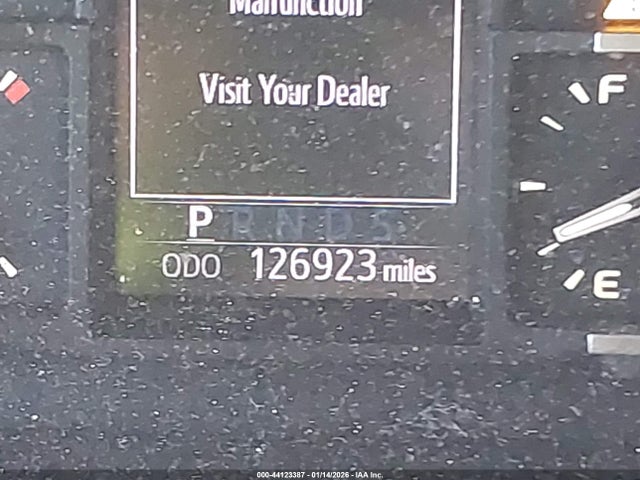 Malfunction
Visit Your Dealer
F
P R N D S
ODO 126923 miles
E
000-44123387 - 01/14/2026 - IAA Inc.